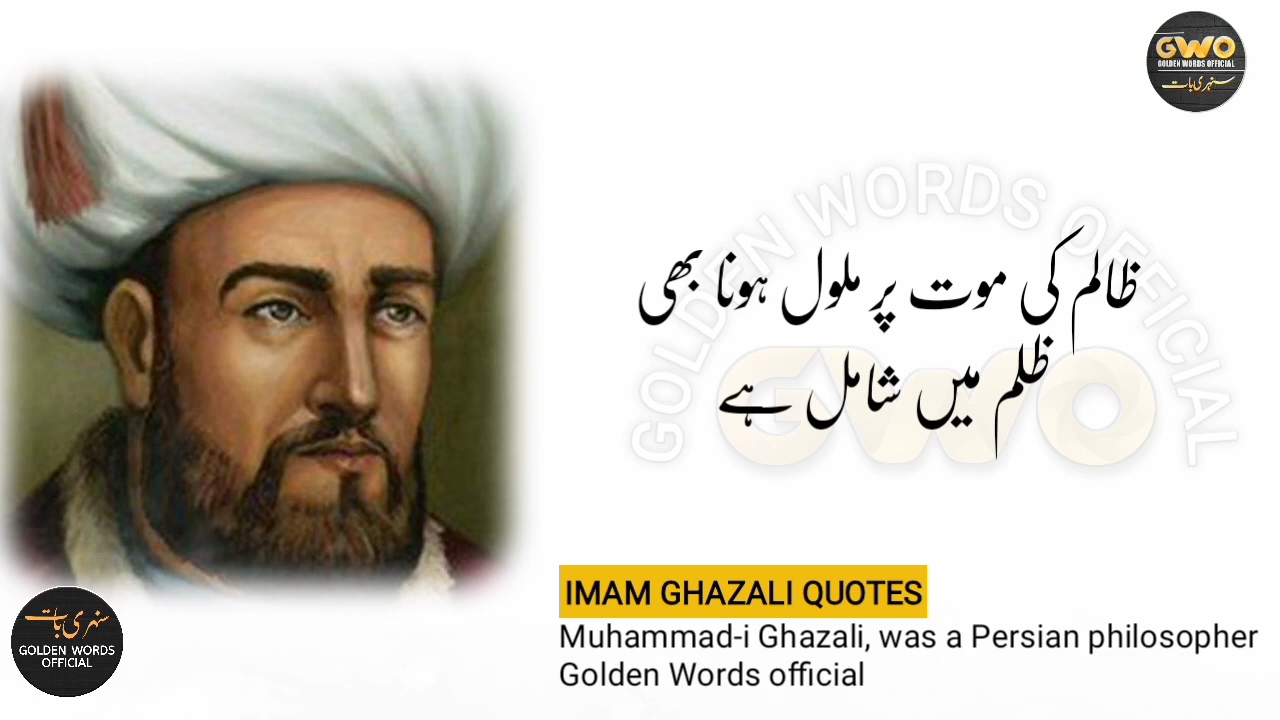 GWO
GOLDEN WORDS OFFICIAL
سنہری بات
GOLDEN WORDS OFFICIAL
GWO
ظالم کی موت پر ملول ہونا بھی
ظلم میں شامل ہے
IMAM GHAZALI QUOTES
Muhammad-i Ghazali, was a Persian philosopher
Golden Words official
سنہری بات
GOLDEN WORDS
OFFICIAL